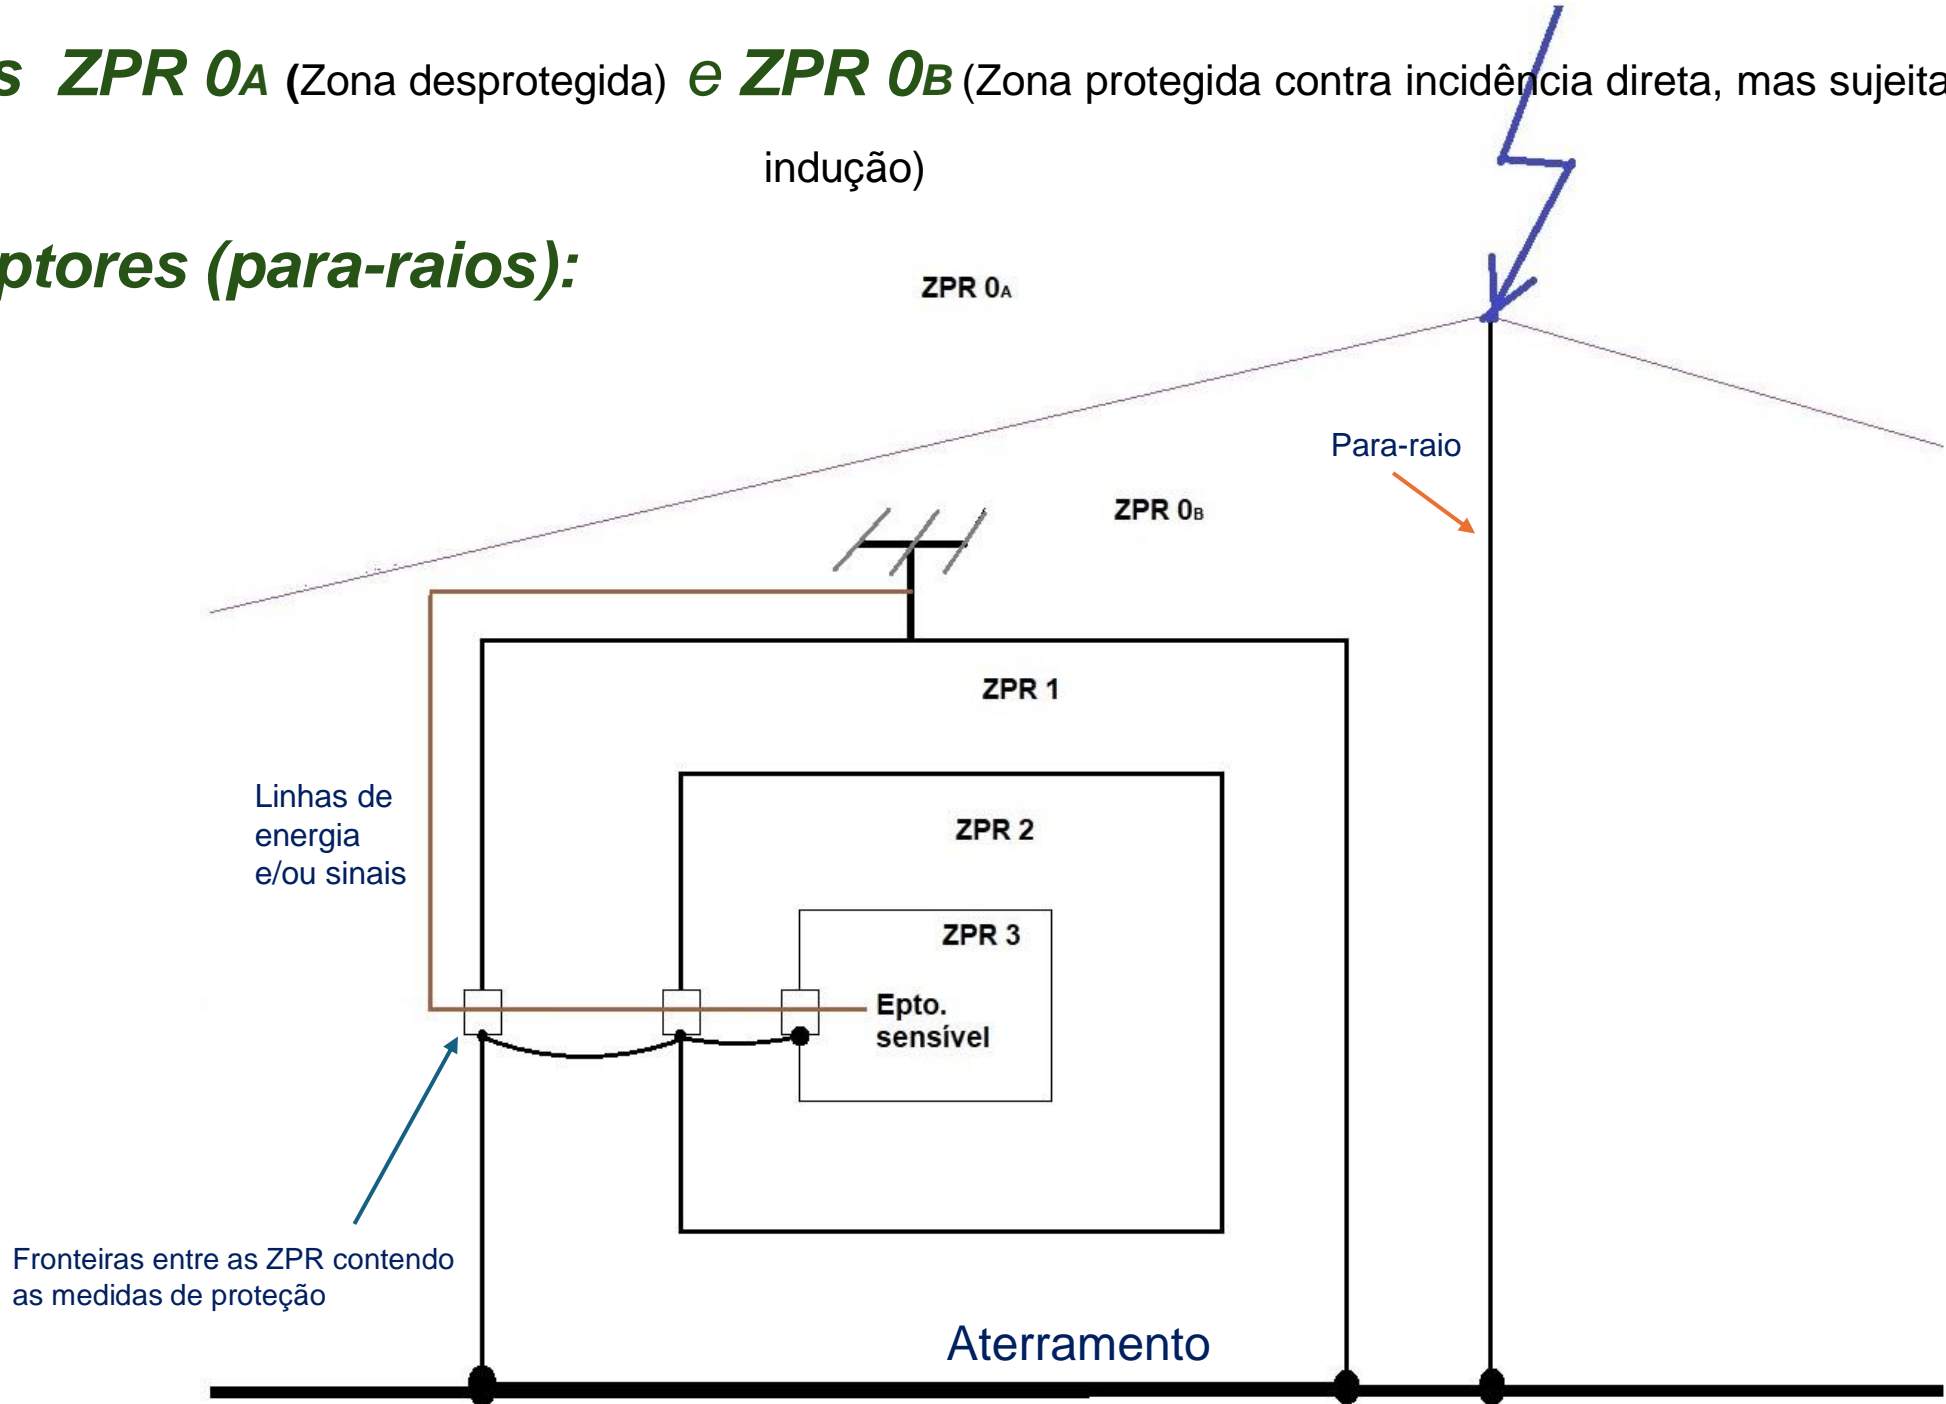 s ZPR 0A (Zona desprotegida) e ZPR 0B (Zona protegida contra incidência direta, mas sujeita
indução)
ptores (para-raios):
ZPR 0A
Para-raio
ZPR 0B
ZPR 1
Linhas de
energia
e/ou sinais
ZPR 2
ZPR 3
Epto.
sensível
Fronteiras entre as ZPR contendo
as medidas de proteção
Aterramento